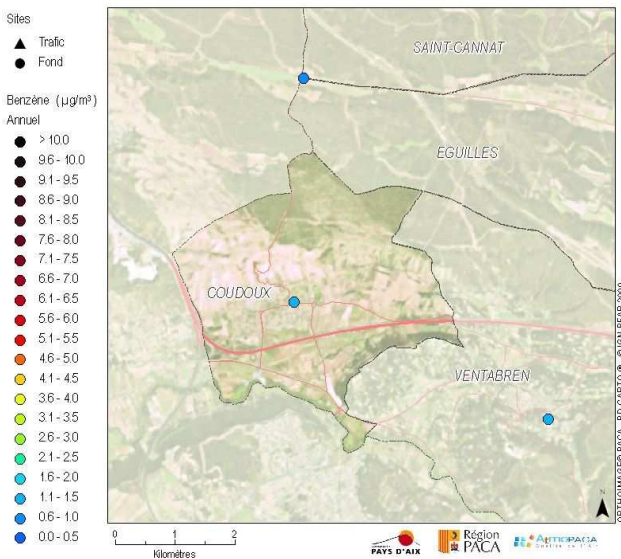 Sites
Trafic
Fond
Benzène (µg/m³)
Annuel
> 10.0
9.6 - 10.0
9.1 - 9.5
8.6 - 9.0
8.1 - 8.5
7.6 - 8.0
7.1 - 7.5
6.6 - 7.0
6.1 - 6.5
5.6 - 6.0
5.1 - 5.5
4.6 - 5.0
4.1 - 4.5
3.6 - 4.0
3.1 - 3.5
2.6 - 3.0
2.1 - 2.5
1.6 - 2.0
1.1 - 1.5
0.6 - 1.0
0.0 - 0.5
SAINT-CANNAT
EGUILLES
COUDOUX
VENTABREN
N
0 1 2
Kilomètres
PAYS D'AIX
Région
PACA
ATMOPACA
Qualité de l'Air